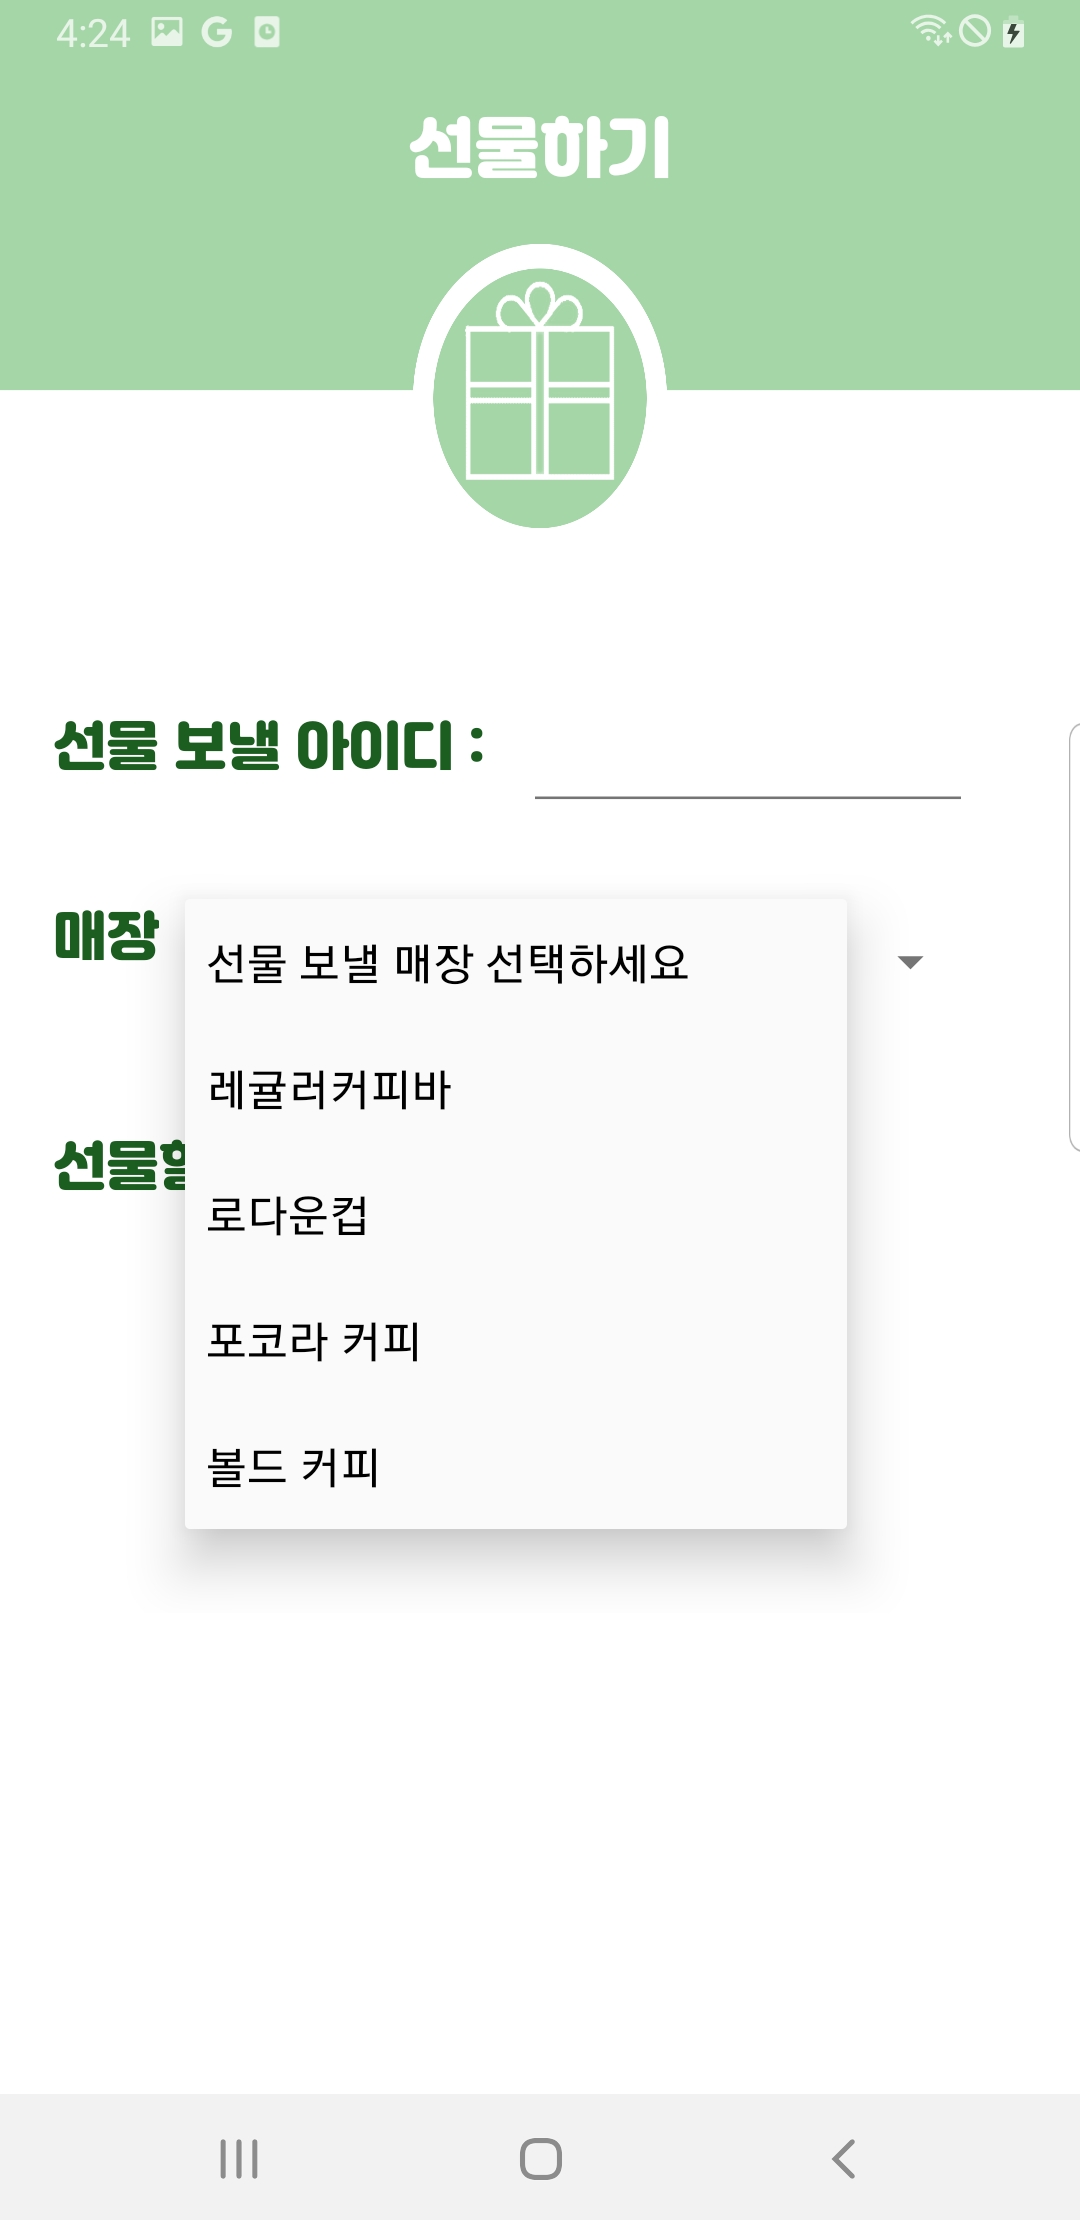 4:24
선물하기
선물 보낼 아이디 :
매장
선물 보낼 매장 선택하세요
레귤러커피바
선물할
로다운컵
포코라 커피
볼드 커피